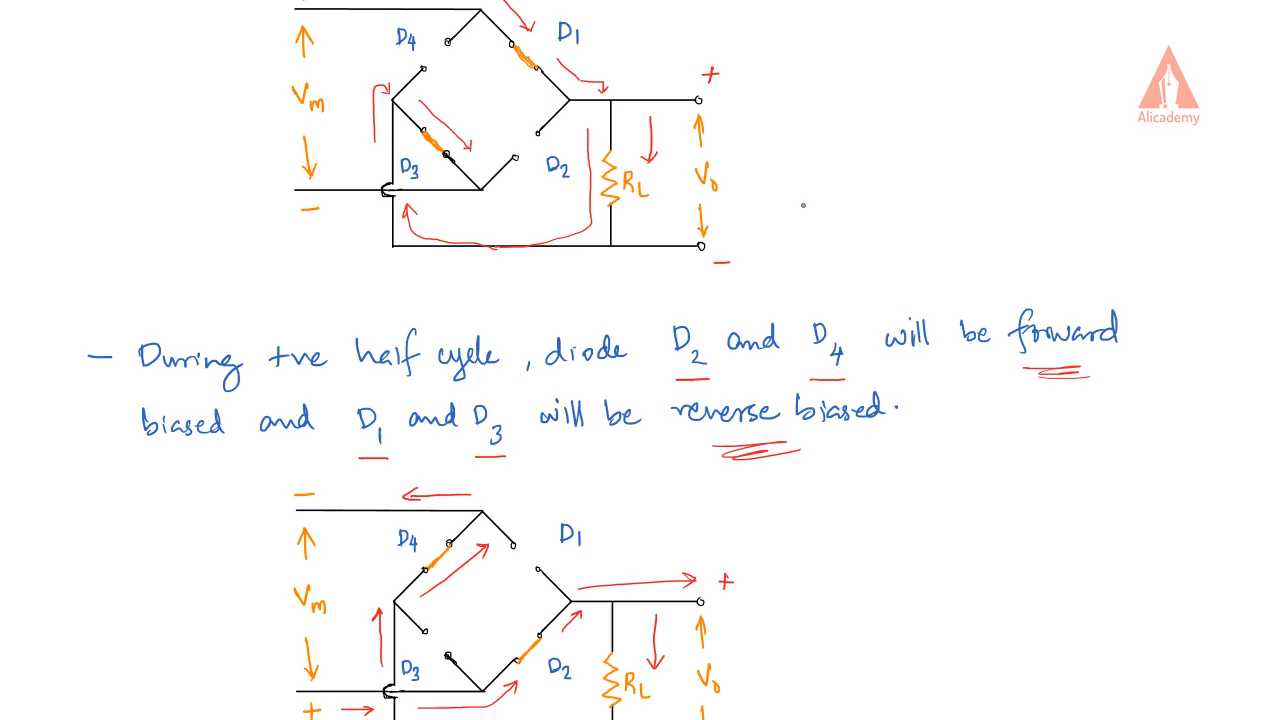 D4 D1
+
Vm
Alicademy
D3 D2 RL Vo
−
−
– During +ve half cycle, diode D2 and D4 will be forward
biased and D1 and D3 will be reverse biased.
−
D4 D1
+
Vm
D3 D2 RL Vo
+